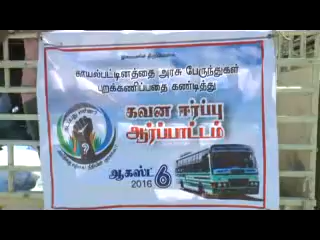 காயல்பட்டினத்தை அரசு பேருந்துகள்
புறக்கணிப்பதை கண்டித்து
கவன ஈர்ப்பு
ஆர்ப்பாட்டம்
?
ஆகஸ்ட் 6
2016